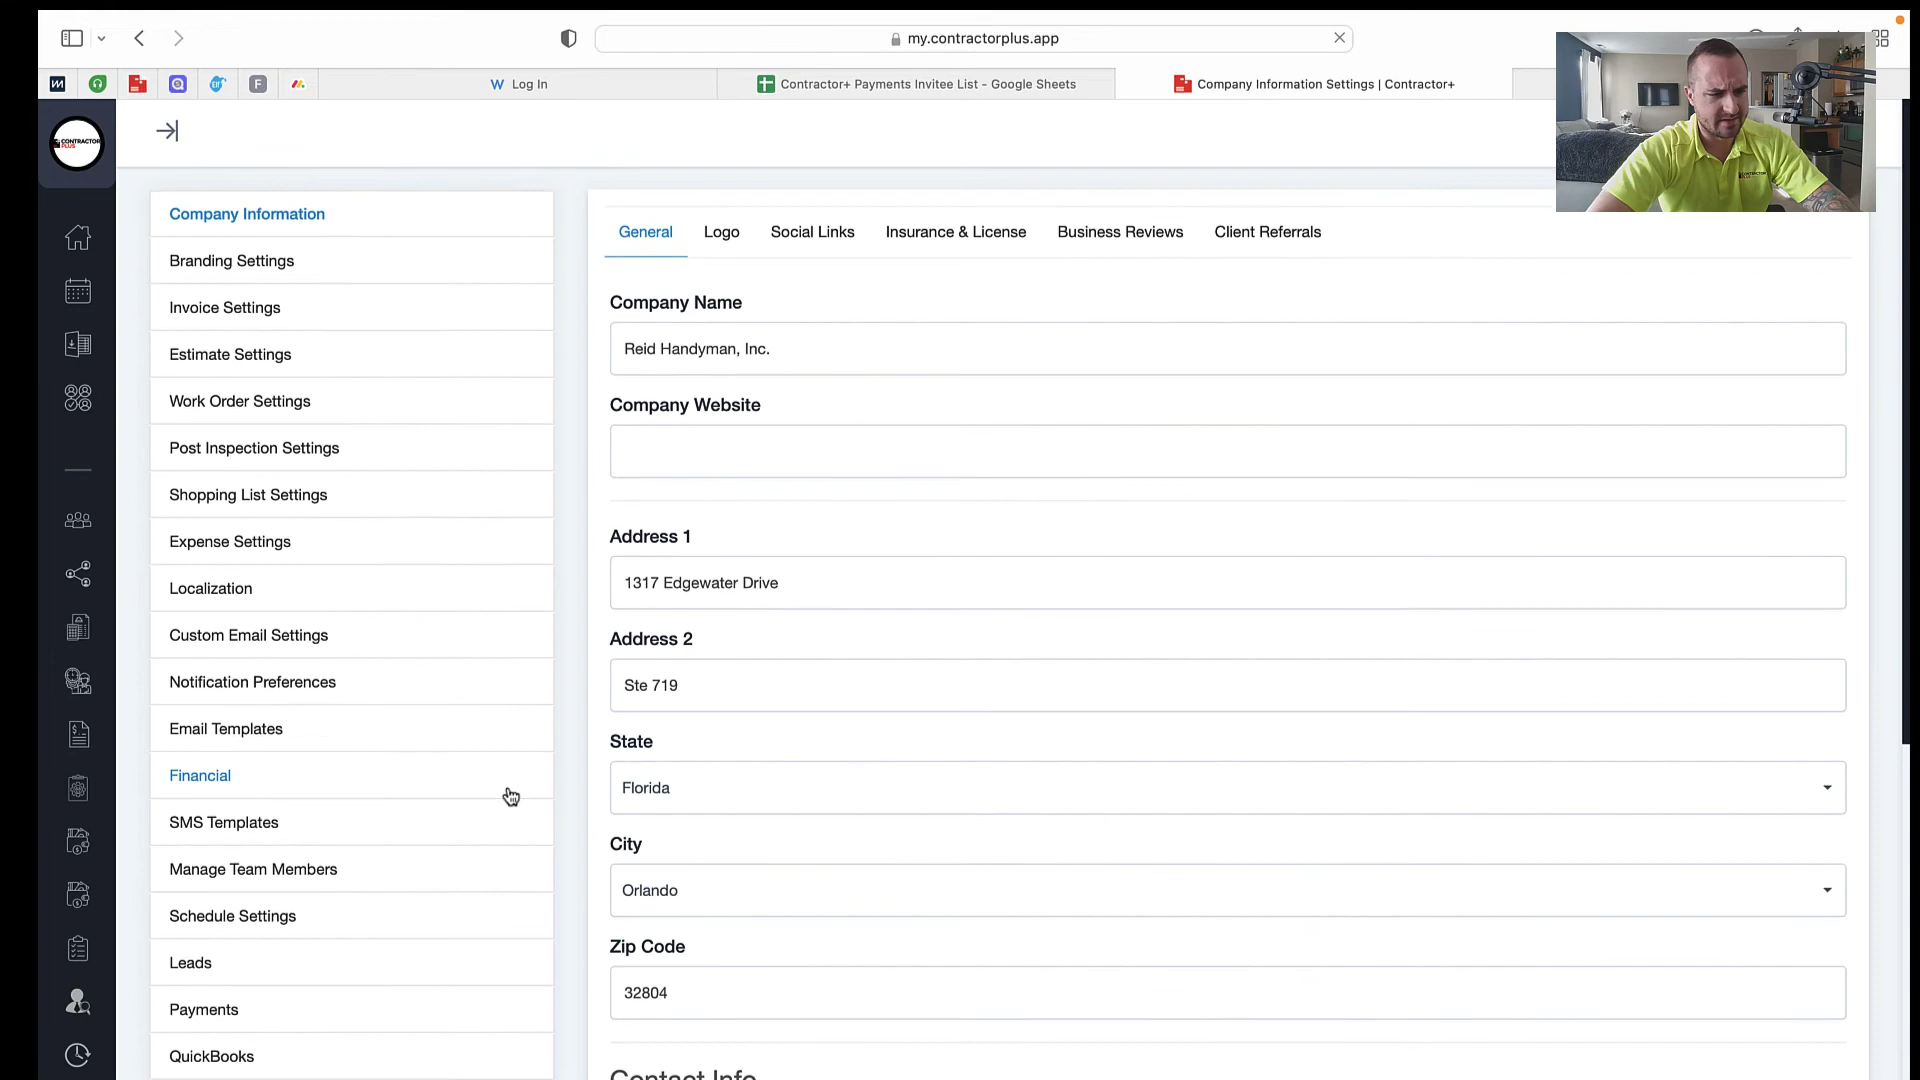 my.contractorplus.app
W Log In
Contractor+ Payments Invitee List - Google Sheets
Company Information Settings | Contractor+
F
CONTRACTOR
PLUS
Company Information
Branding Settings
Invoice Settings
Estimate Settings
Work Order Settings
Post Inspection Settings
Shopping List Settings
Expense Settings
Localization
Custom Email Settings
Notification Preferences
Email Templates
Financial
SMS Templates
Manage Team Members
Schedule Settings
Leads
Payments
QuickBooks
General
Logo
Social Links
Insurance & License
Business Reviews
Client Referrals
Company Name
Reid Handyman, Inc.
Company Website
Address 1
1317 Edgewater Drive
Address 2
Ste 719
State
Florida
City
Orlando
Zip Code
32804
Contact Info